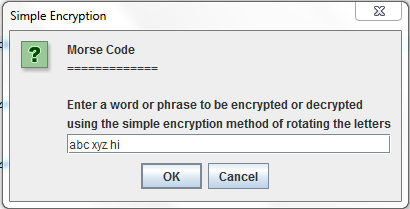 Simple Encryption
?
Morse Code
=============
Enter a word or phrase to be encrypted or decrypted
using the simple encryption method of rotating the letters
abc xyz hi
OK Cancel